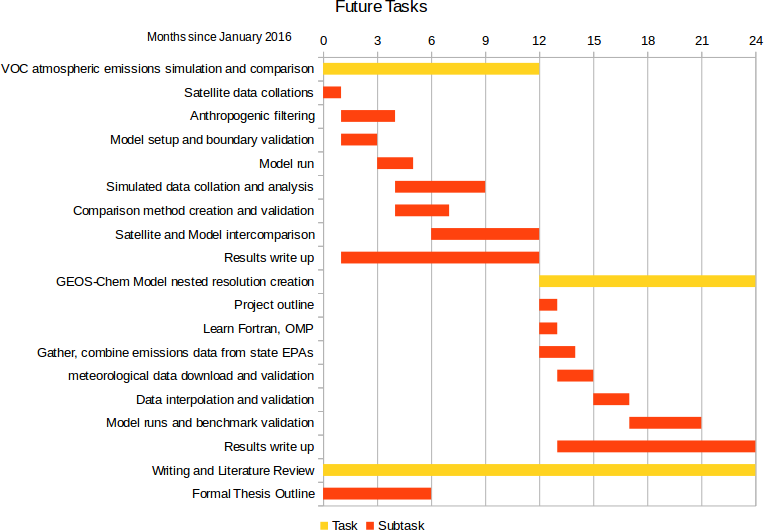 Future Tasks
Months since January 2016
0 3 6 9 12 15 18 21 24
VOC atmospheric emissions simulation and comparison
Satellite data collations
Anthropogenic filtering
Model setup and boundary validation
Model run
Simulated data collation and analysis
Comparison method creation and validation
Satellite and Model intercomparison
Results write up
GEOS-Chem Model nested resolution creation
Project outline
Learn Fortran, OMP
Gather, combine emissions data from state EPAs
meteorological data download and validation
Data interpolation and validation
Model runs and benchmark validation
Results write up
Writing and Literature Review
Formal Thesis Outline
Task Subtask